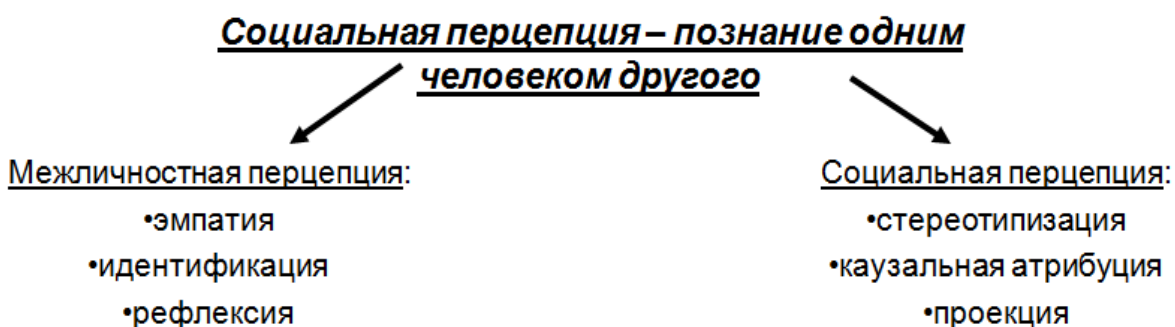 Социальная перцепция – познание одним
человеком другого
Межличностная перцепция:
•эмпатия
•идентификация
•рефлексия
Социальная перцепция:
•стереотипизация
•каузальная атрибуция
•проекция